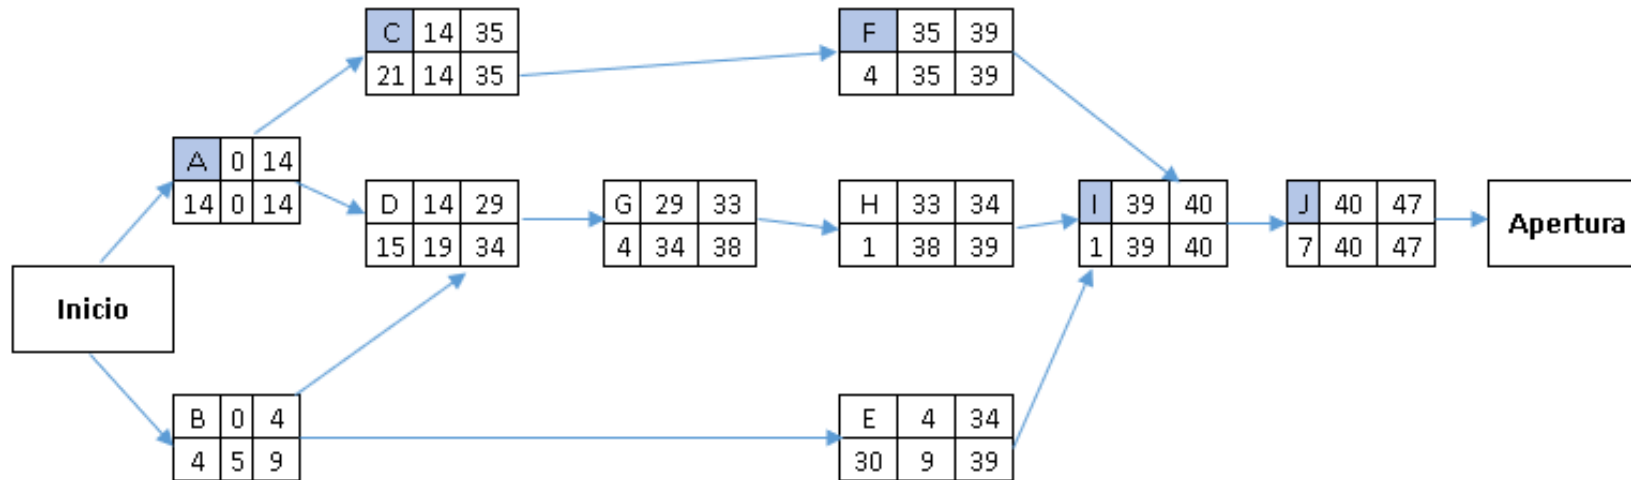 C 14 35
21 14 35
F 35 39
4 35 39
A 0 14
14 0 14
D 14 29
15 19 34
G 29 33
4 34 38
H 33 34
1 38 39
I 39 40
1 39 40
J 40 47
7 40 47
Apertura
Inicio
B 0 4
4 5 9
E 4 34
30 9 39